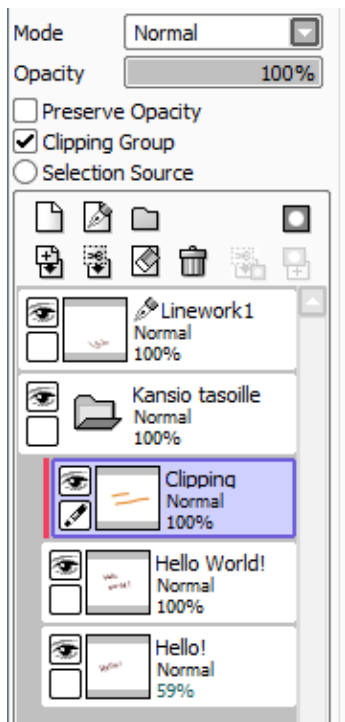 Mode Normal
Opacity 100%
Preserve Opacity
Clipping Group
Selection Source
Linework1
Normal
100%
Kansio tasoille
Normal
100%
Clipping
Normal
100%
Hello World!
Normal
100%
Hello!
Normal
59%